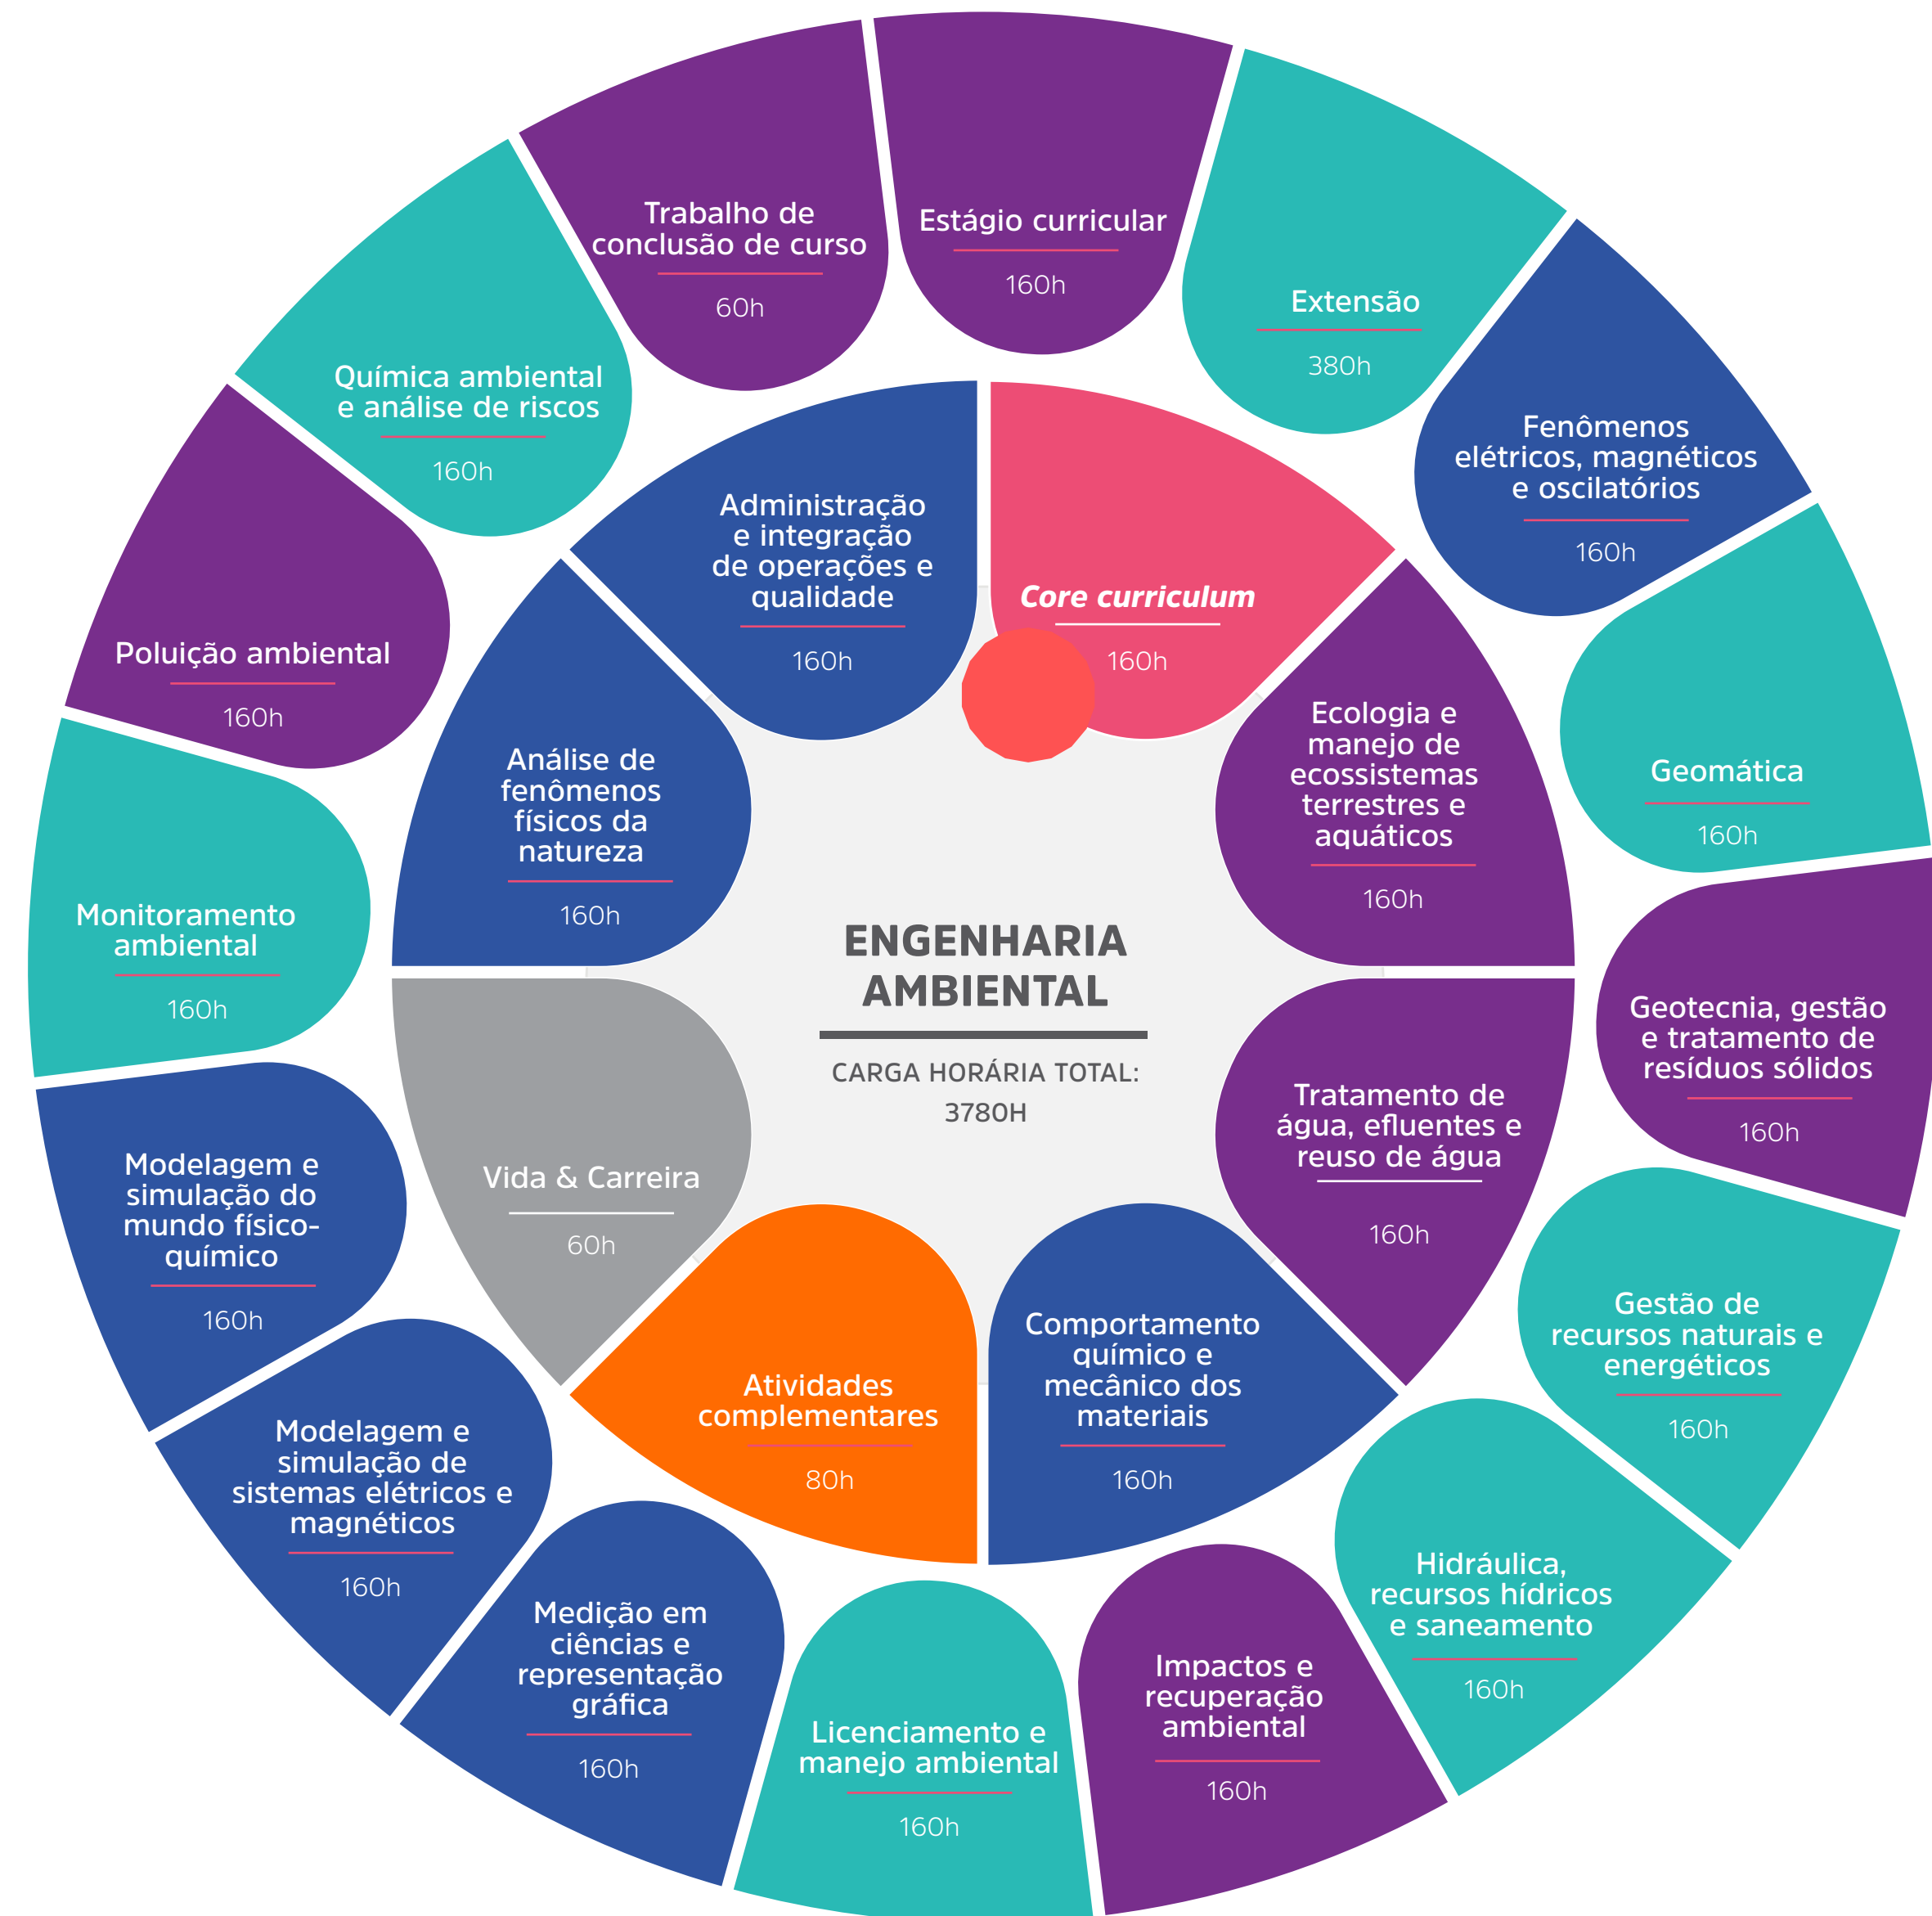 Trabalho de
conclusão de curso
60h
Estágio curricular
160h
Extensão
380h
Fenômenos
elétricos, magnéticos
e oscilatórios
160h
Geomática
160h
Geotecnia, gestão
e tratamento de
resíduos sólidos
160h
Gestão de
recursos naturais e
energéticos
160h
Hidráulica,
recursos hídricos
e saneamento
160h
Impactos e
recuperação
ambiental
160h
Licenciamento e
manejo ambiental
160h
Medição em
ciências e
representação
gráfica
160h
Modelagem e
simulação de
sistemas elétricos e
magnéticos
160h
Modelagem e
simulação do
mundo físico-
químico
160h
Monitoramento
ambiental
160h
Poluição ambiental
160h
Química ambiental
e análise de riscos
160h
Administração
e integração
de operações e
qualidade
160h
Core curriculum
160h
Ecologia e
manejo de
ecossistemas
terrestres e
aquáticos
160h
Tratamento de
água, efluentes e
reuso de água
160h
Comportamento
químico e
mecânico dos
materiais
160h
Atividades
complementares
80h
Vida & Carreira
60h
Análise de
fenômenos
físicos da
natureza
160h
ENGENHARIA
AMBIENTAL
CARGA HORÁRIA TOTAL:
3780H